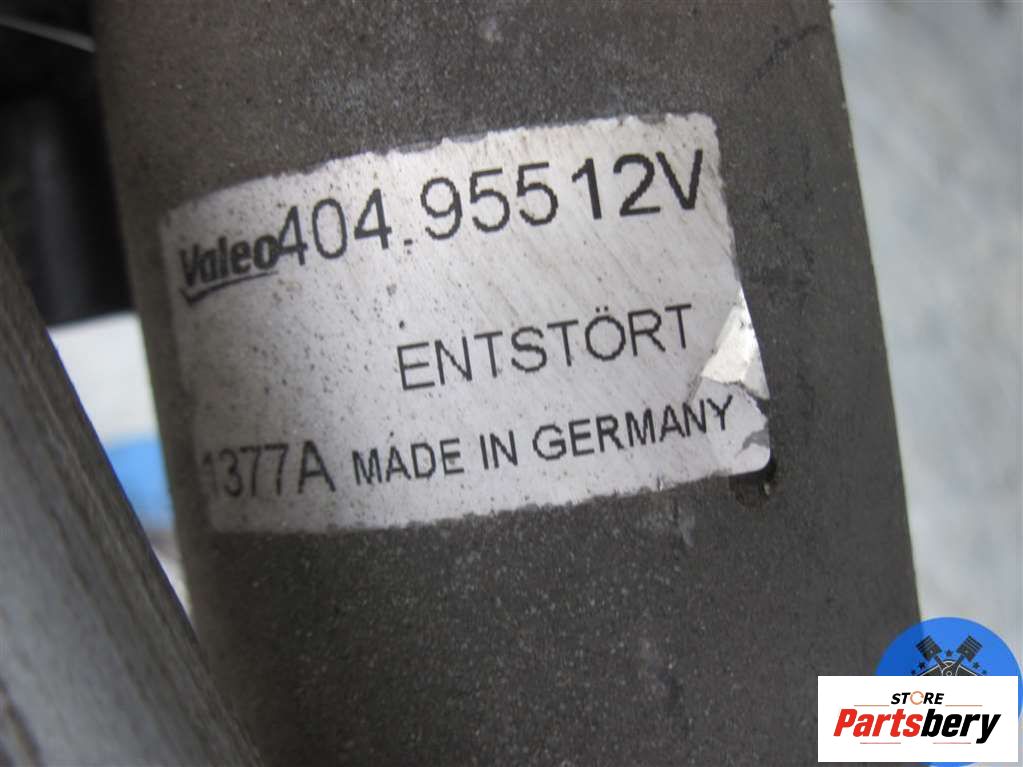 Valeo 404.955 12V
ENTSTÖRT
1377A MADE IN GERMANY
STORE
Partsbery